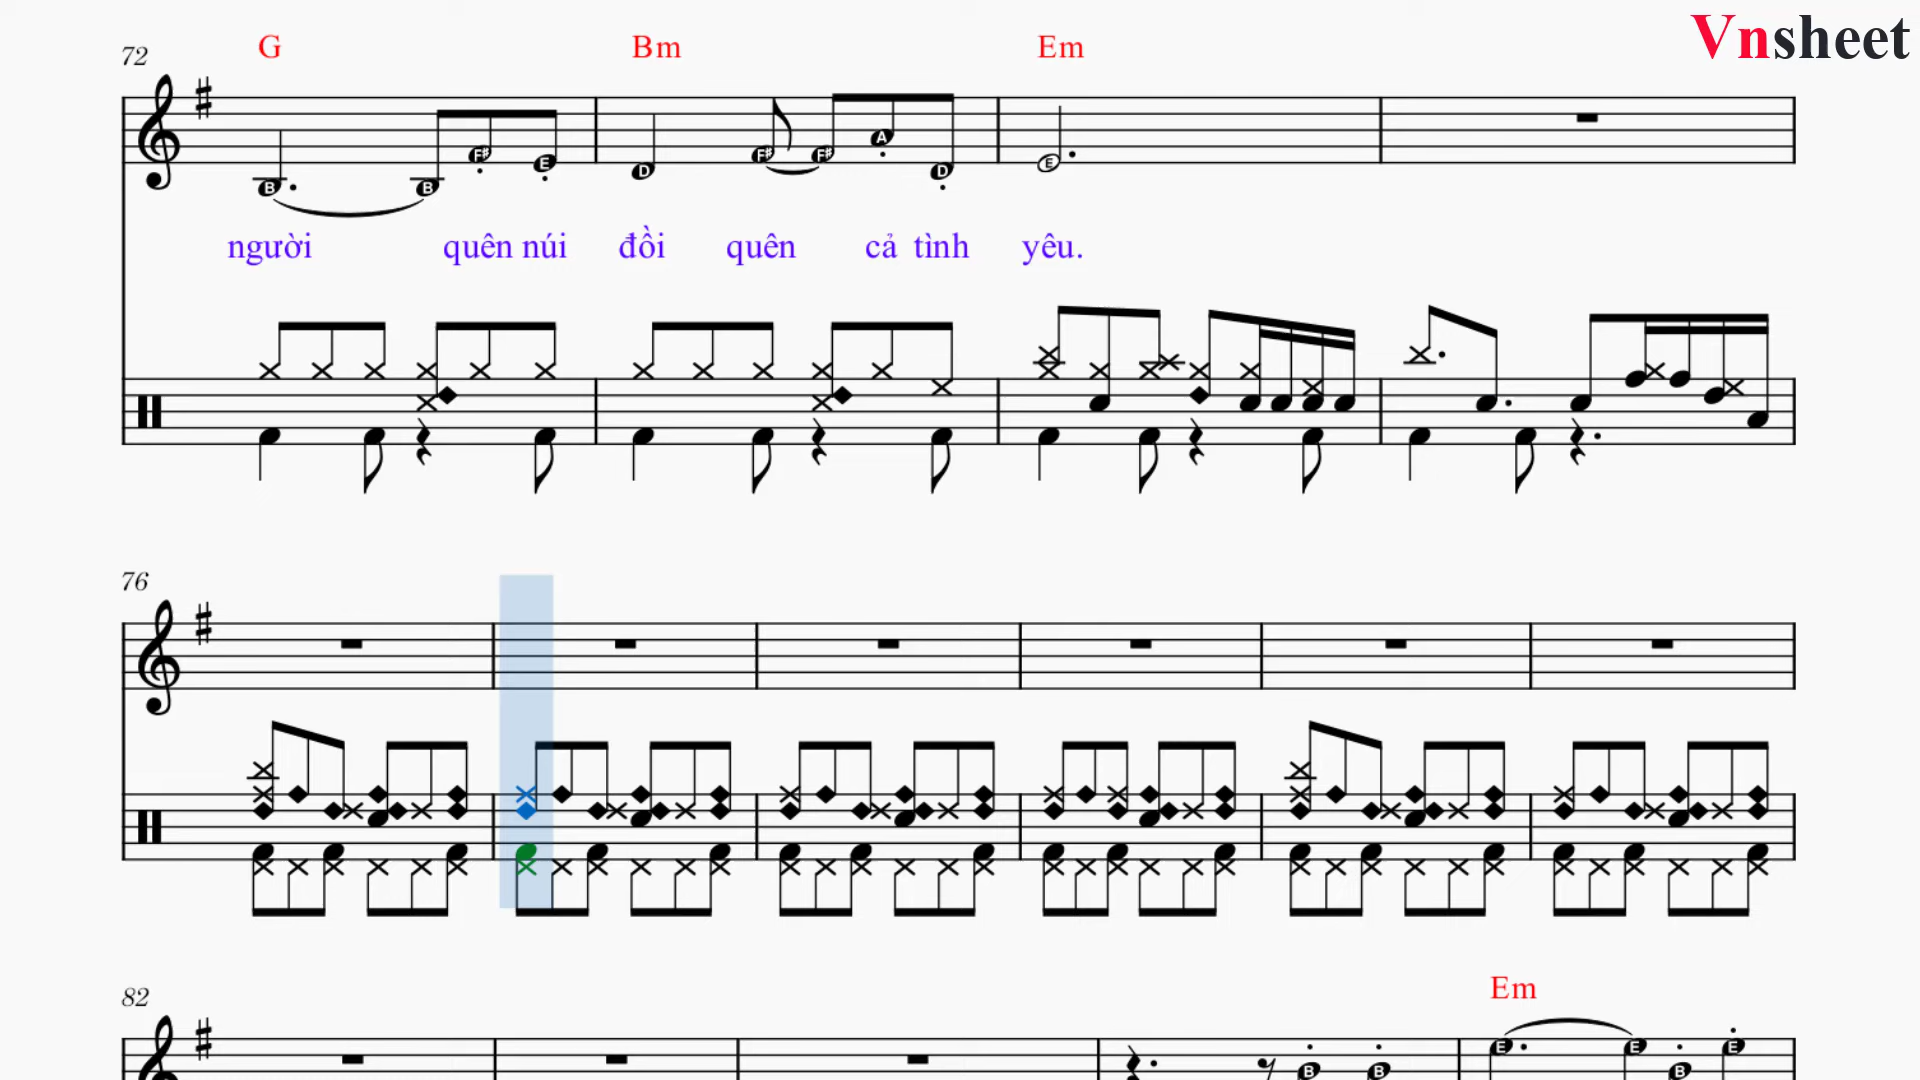 Vnsheet
72 G Bm Em
B B F# E D F# F# A D E
người quên núi đồi quên cả tình yêu.
76
82 Em
B B E E B E